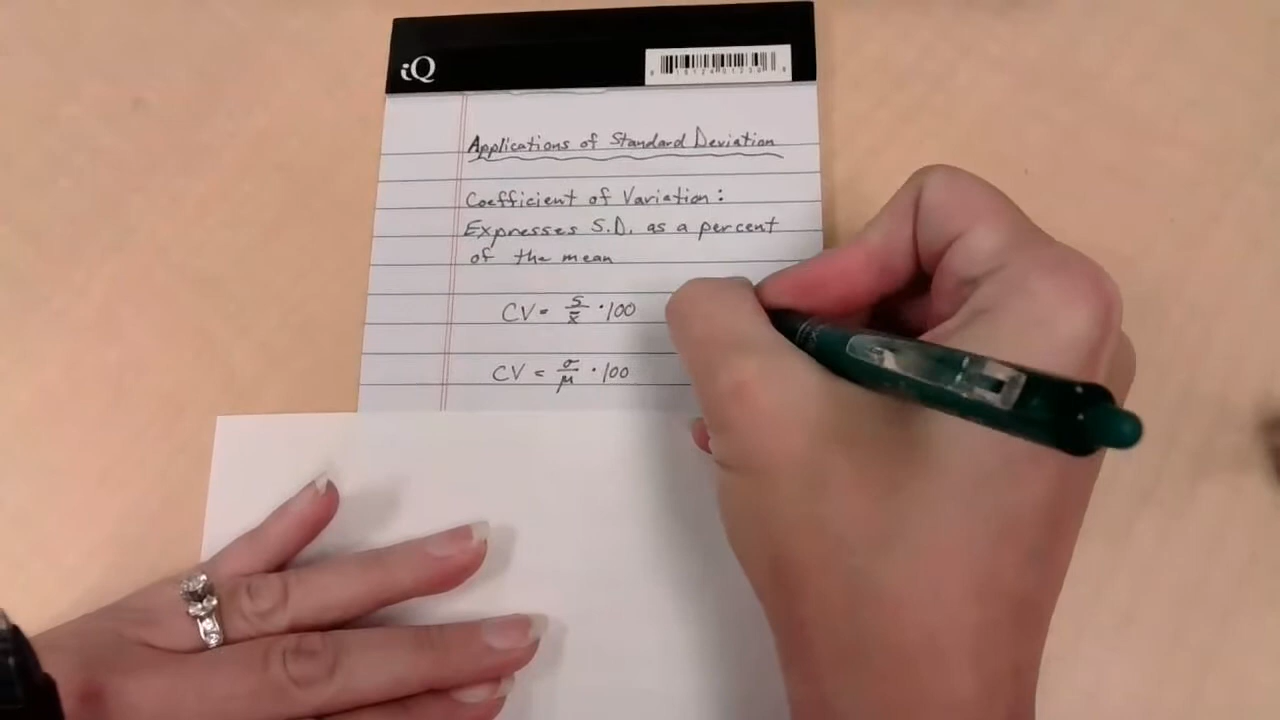 iQ
Applications of Standard Deviation
Coefficient of Variation:
Expresses S.D. as a percent
of the mean
CV = s/x̄ · 100
CV = σ/μ · 100